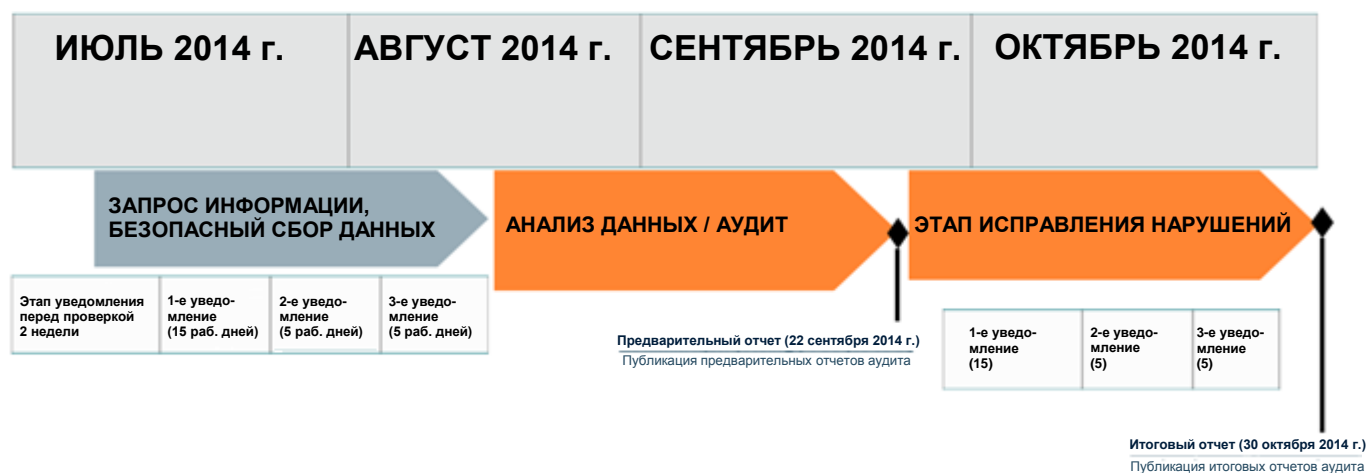 ИЮЛЬ 2014 г.
АВГУСТ 2014 г.
СЕНТЯБРЬ 2014 г.
ОКТЯБРЬ 2014 г.
ЗАПРОС ИНФОРМАЦИИ,
БЕЗОПАСНЫЙ СБОР ДАННЫХ
АНАЛИЗ ДАННЫХ / АУДИТ
ЭТАП ИСПРАВЛЕНИЯ НАРУШЕНИЙ
Этап уведомления
перед проверкой
2 недели
1-е уведо-
мление
(15 раб. дней)
2-е уведо-
мление
(5 раб. дней)
3-е уведо-
мление
(5 раб. дней)
Предварительный отчет (22 сентября 2014 г.)
Публикация предварительных отчетов аудита
1-е уведо-
мление
(15)
2-е уведо-
мление
(5)
3-е уведо-
мление
(5)
Итоговый отчет (30 октября 2014 г.)
Публикация итоговых отчетов аудита